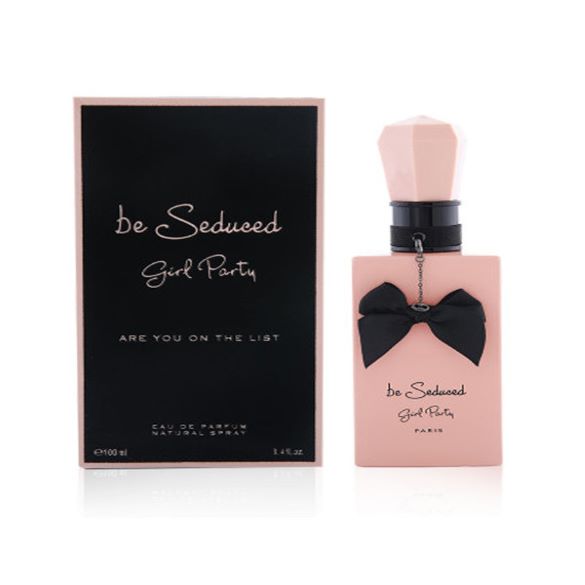 be Seduced
Girl Party
ARE YOU ON THE LIST
EAU DE PARFUM
NATURAL SPRAY
℮100 ml 3.4 fl.oz.
be Seduced
Girl Party
PARIS